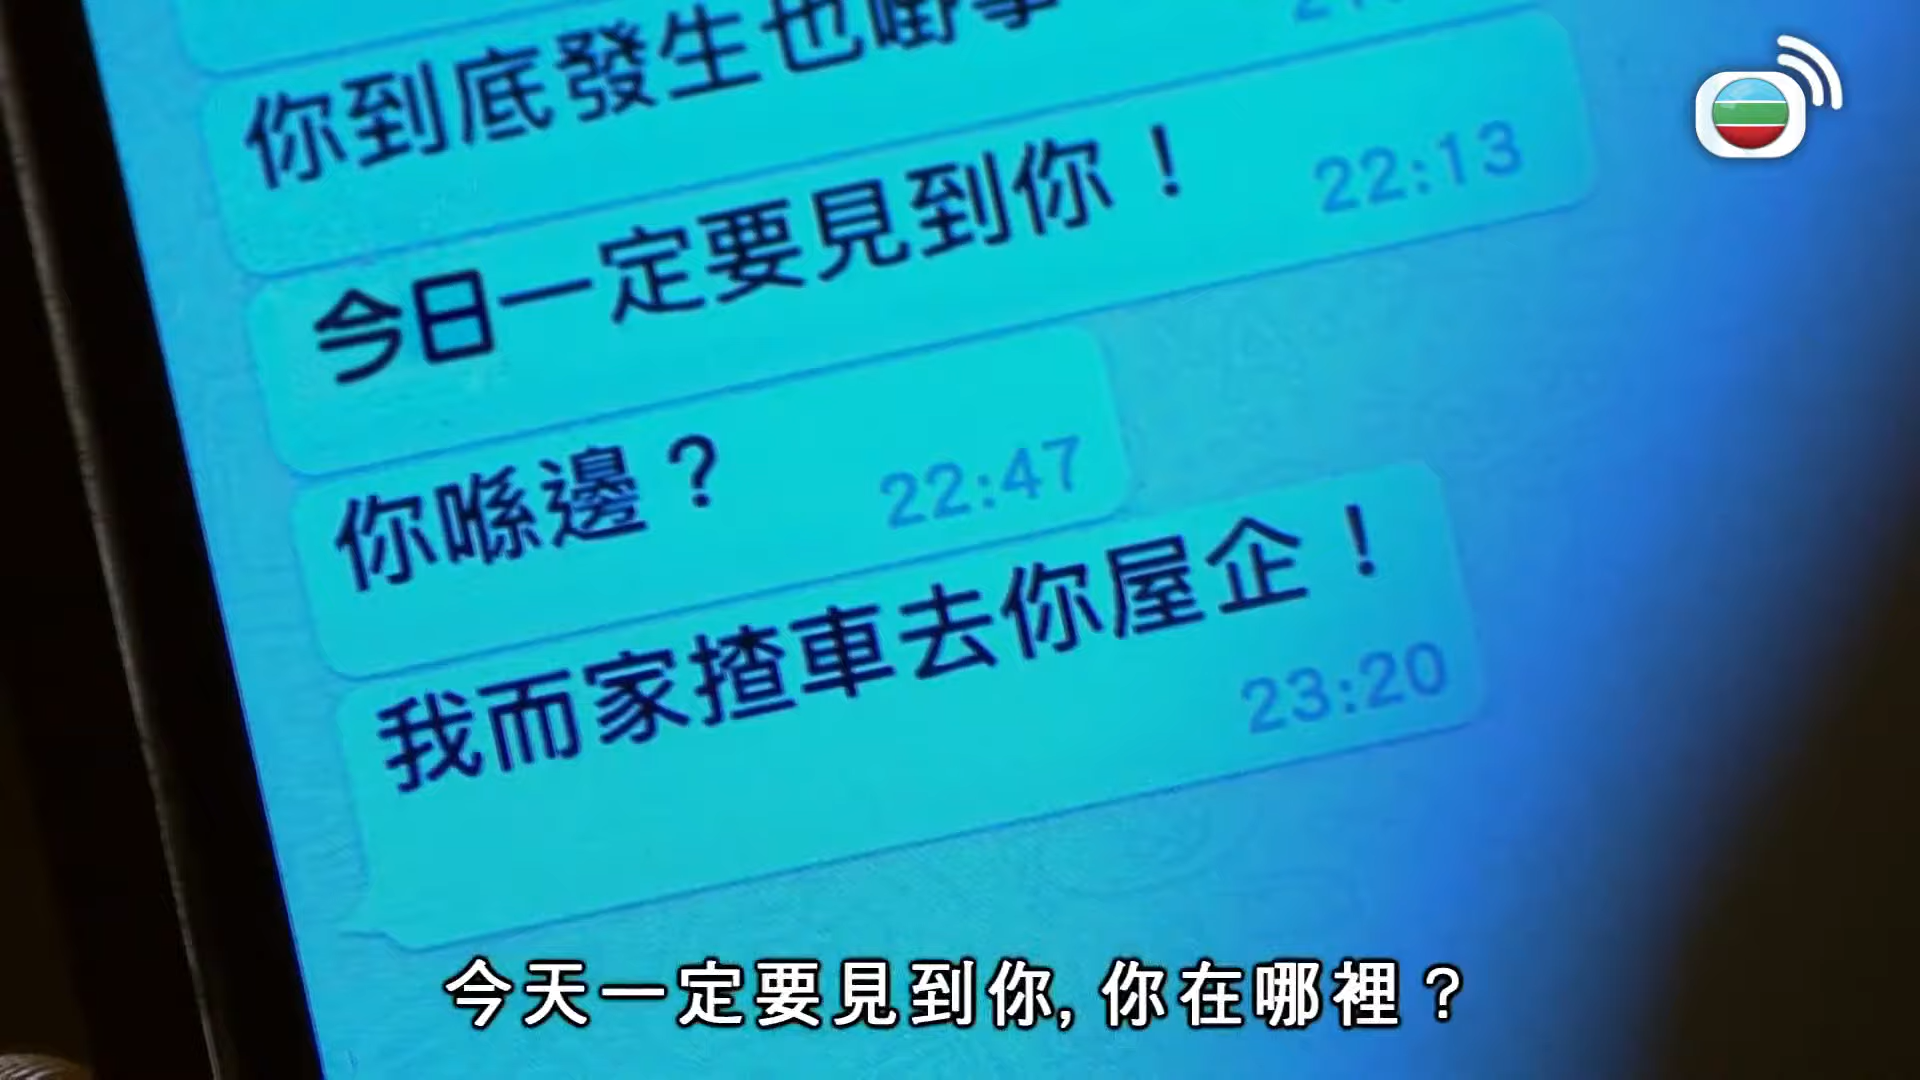 你到底發生也嘢事
今日一定要見到你！ 22:13
你喺邊？ 22:47
我而家揸車去你屋企！
23:20
今天一定要見到你, 你在哪裡？